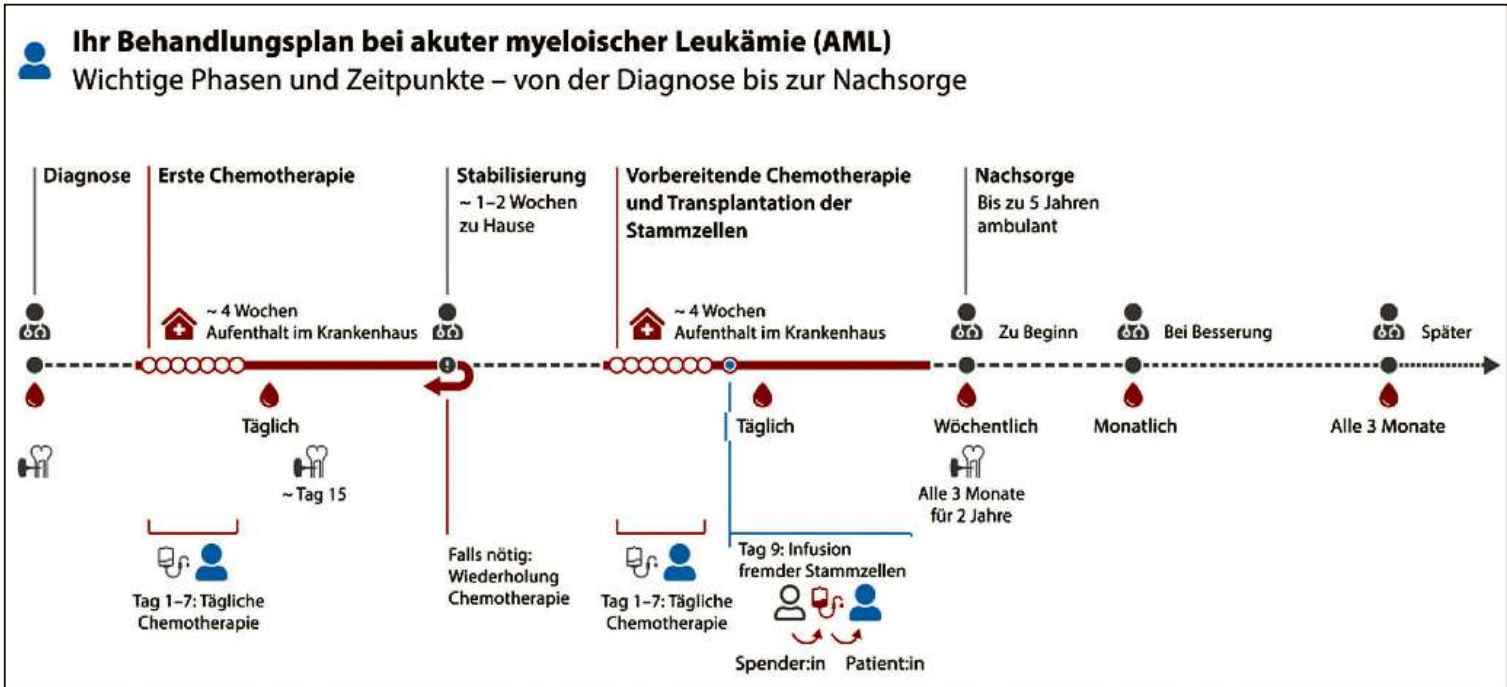 Ihr Behandlungsplan bei akuter myeloischer Leukämie (AML)
Wichtige Phasen und Zeitpunkte – von der Diagnose bis zur Nachsorge
Diagnose
Erste Chemotherapie
~ 4 Wochen
Aufenthalt im Krankenhaus
Stabilisierung
~ 1–2 Wochen
zu Hause
Vorbereitende Chemotherapie
und Transplantation der
Stammzellen
~ 4 Wochen
Aufenthalt im Krankenhaus
Nachsorge
Bis zu 5 Jahren
ambulant
Zu Beginn
Bei Besserung
Später
Täglich
Täglich
Wöchentlich
Monatlich
Alle 3 Monate
~ Tag 15
Alle 3 Monate
für 2 Jahre
Tag 1–7: Tägliche
Chemotherapie
Falls nötig:
Wiederholung
Chemotherapie
Tag 1–7: Tägliche
Chemotherapie
Tag 9: Infusion
fremder Stammzellen
Spender:in
Patient:in